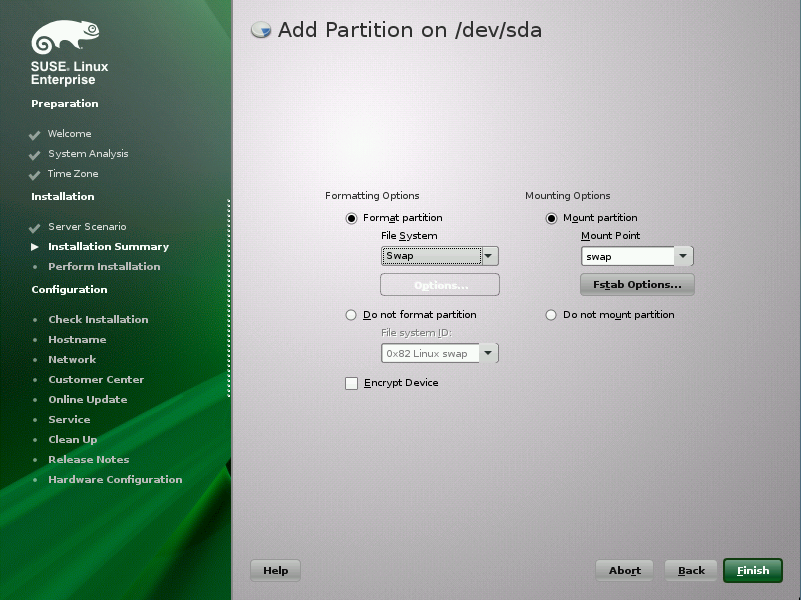 SUSE. Linux
Enterprise
Preparation
Welcome
System Analysis
Time Zone
Installation
Server Scenario
Installation Summary
Perform Installation
Configuration
Check Installation
Hostname
Network
Customer Center
Online Update
Service
Clean Up
Release Notes
Hardware Configuration
Add Partition on /dev/sda
Formatting Options
Format partition
File System
Swap
Options...
Do not format partition
File system ID:
0x82 Linux swap
Encrypt Device
Mounting Options
Mount partition
Mount Point
swap
Fstab Options...
Do not mount partition
Help
Abort
Back
Finish